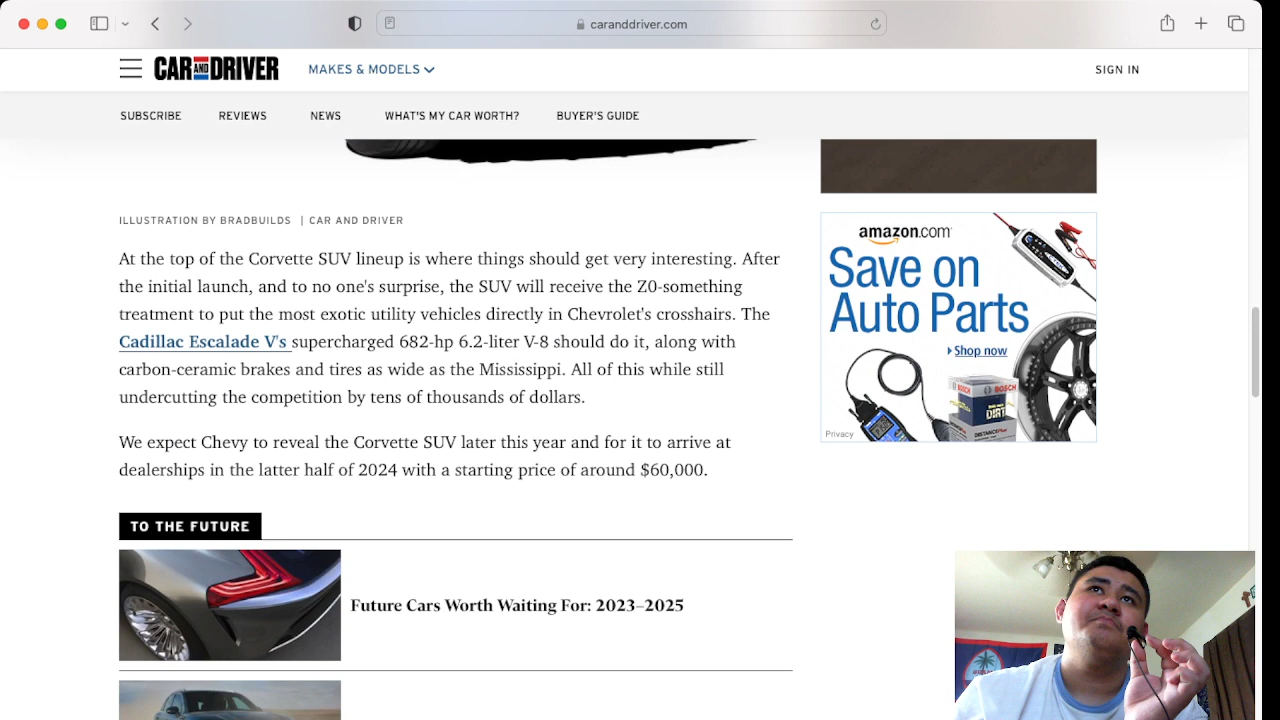 caranddriver.com
CAR AND DRIVER
MAKES & MODELS
SIGN IN
SUBSCRIBE
REVIEWS
NEWS
WHAT'S MY CAR WORTH?
BUYER'S GUIDE
ILLUSTRATION BY BRADBUILDS | CAR AND DRIVER
At the top of the Corvette SUV lineup is where things should get very interesting. After
the initial launch, and to no one's surprise, the SUV will receive the Z0-something
treatment to put the most exotic utility vehicles directly in Chevrolet's crosshairs. The
Cadillac Escalade V's supercharged 682-hp 6.2-liter V-8 should do it, along with
carbon-ceramic brakes and tires as wide as the Mississippi. All of this while still
undercutting the competition by tens of thousands of dollars.
We expect Chevy to reveal the Corvette SUV later this year and for it to arrive at
dealerships in the latter half of 2024 with a starting price of around $60,000.
TO THE FUTURE
Future Cars Worth Waiting For: 2023–2025
amazon.com
Save on
Auto Parts
Shop now
BOSCH
BOSCH
DIRT
DISTANCEPlus
Privacy